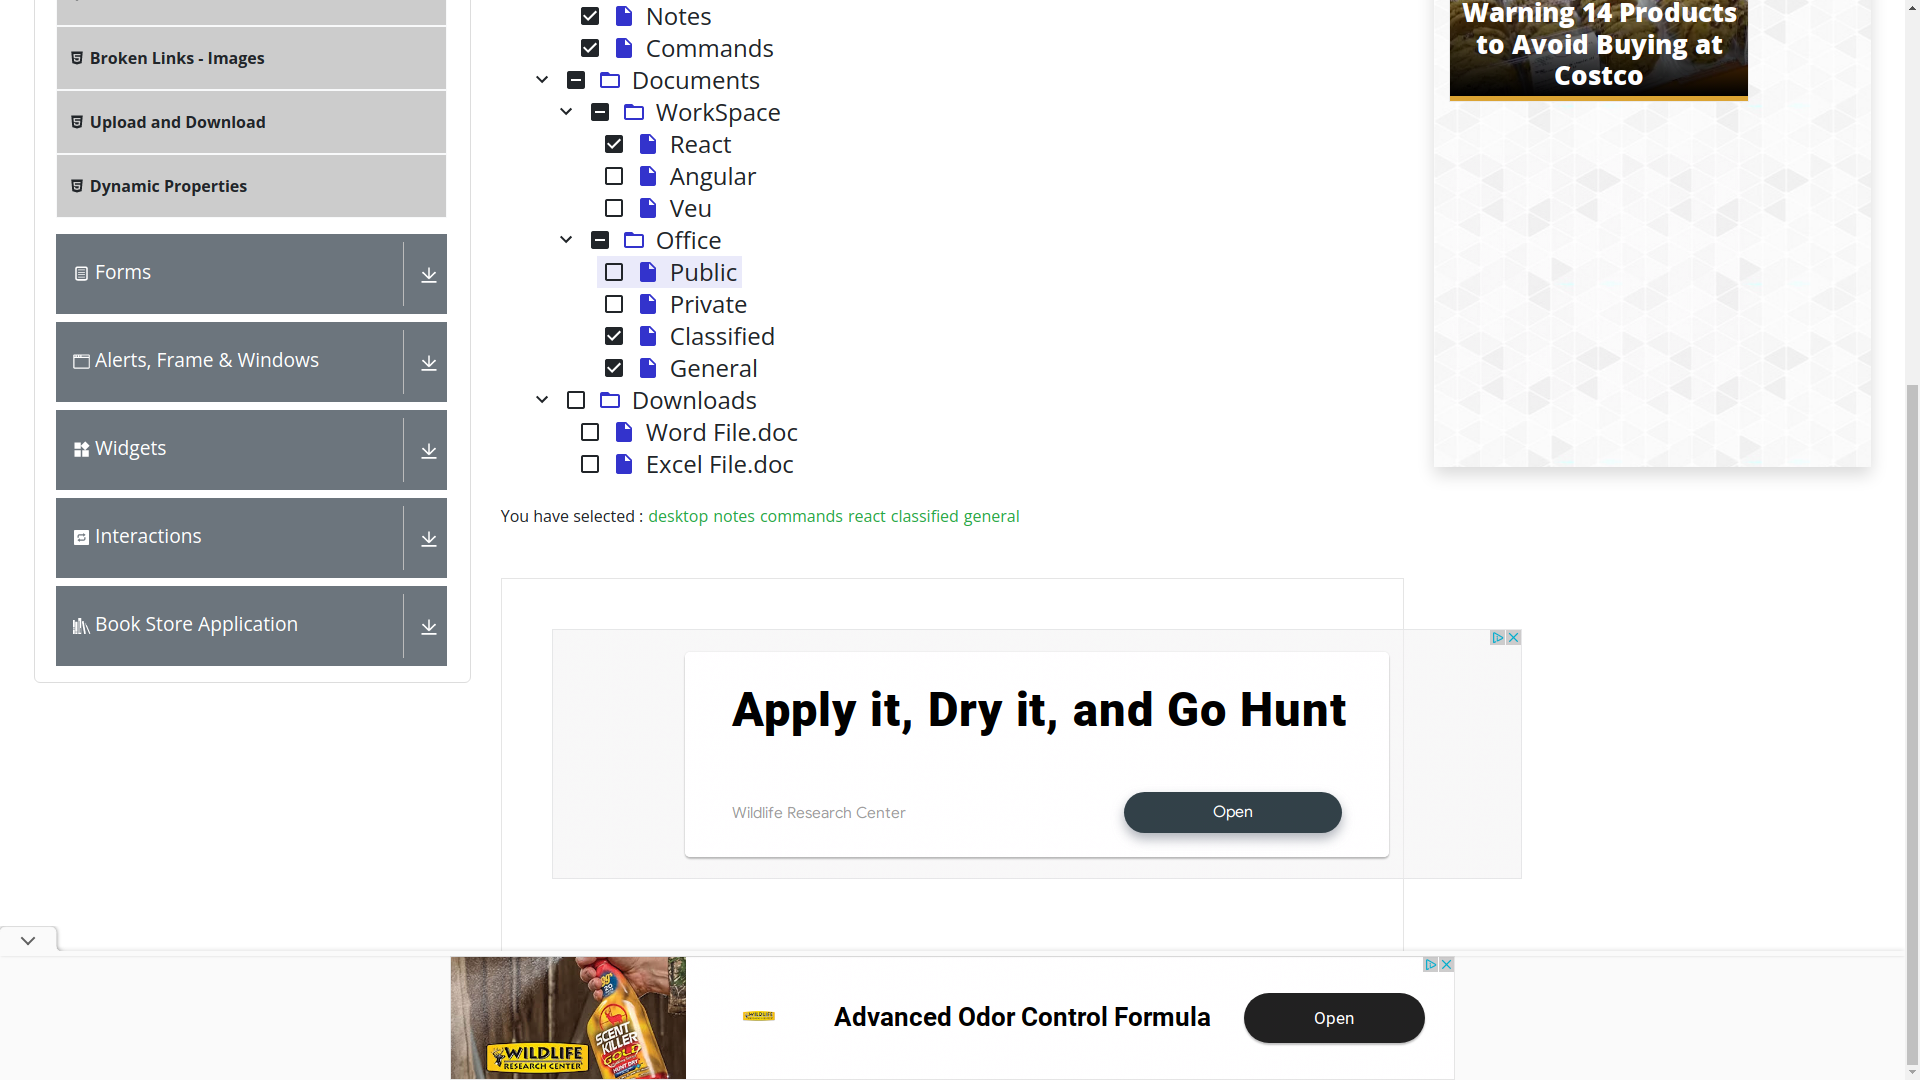 Broken Links - Images
Upload and Download
Dynamic Properties
Forms
Alerts, Frame & Windows
Widgets
Interactions
Book Store Application
Notes
Commands
Documents
WorkSpace
React
Angular
Veu
Office
Public
Private
Classified
General
Downloads
Word File.doc
Excel File.doc
You have selected : desktop notes commands react classified general
Warning 14 Products
to Avoid Buying at
Costco
Apply it, Dry it, and Go Hunt
Wildlife Research Center
Open
SCENT
KILLER
GOLD
HUNT DRY
WILDLIFE
RESEARCH CENTER
WILDLIFE
Advanced Odor Control Formula
Open